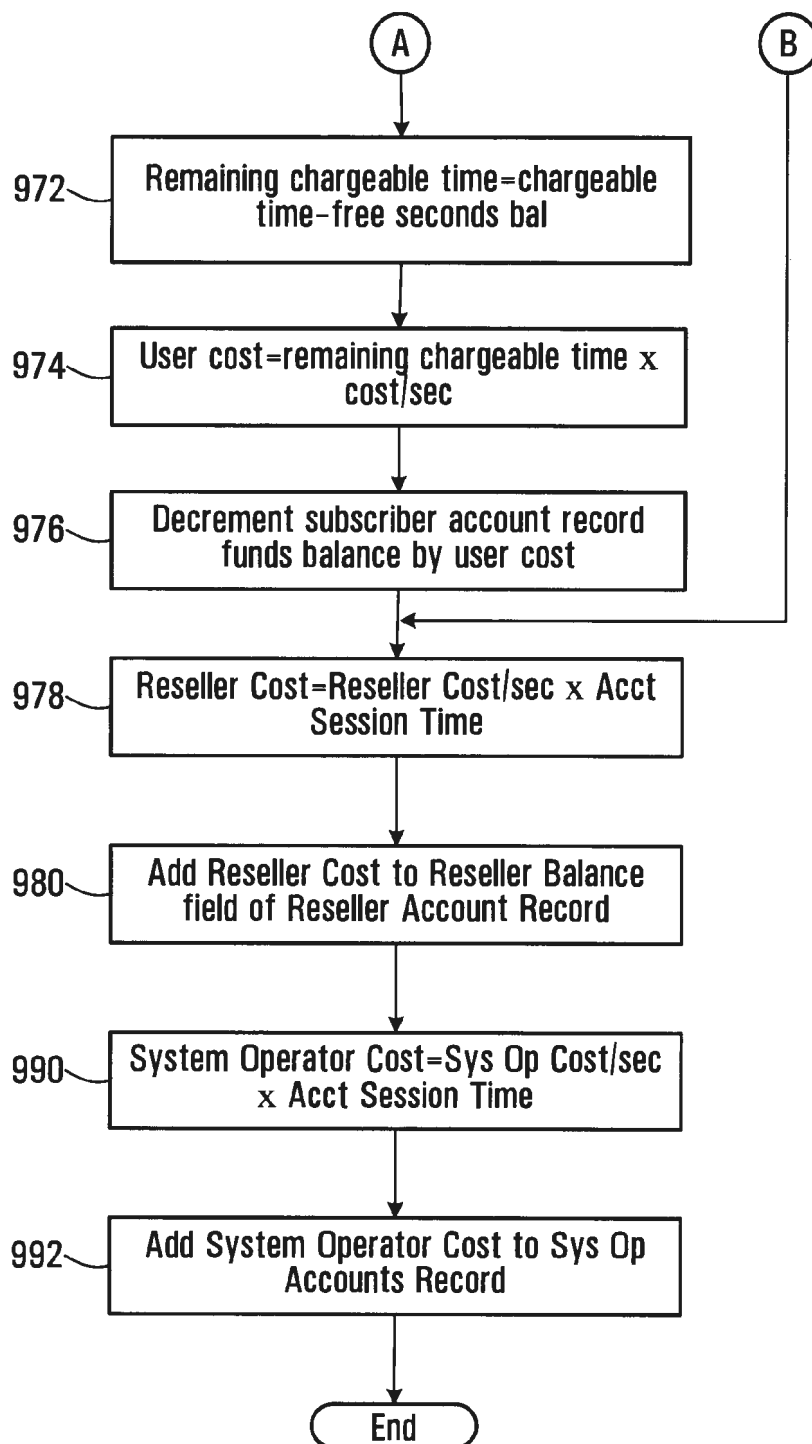 A
B
972
Remaining chargeable time=chargeable
time-free seconds bal
974
User cost=remaining chargeable time x
cost/sec
976
Decrement subscriber account record
funds balance by user cost
978
Reseller Cost=Reseller Cost/sec x Acct
Session Time
980
Add Reseller Cost to Reseller Balance
field of Reseller Account Record
990
System Operator Cost=Sys Op Cost/sec
x Acct Session Time
992
Add System Operator Cost to Sys Op
Accounts Record
End